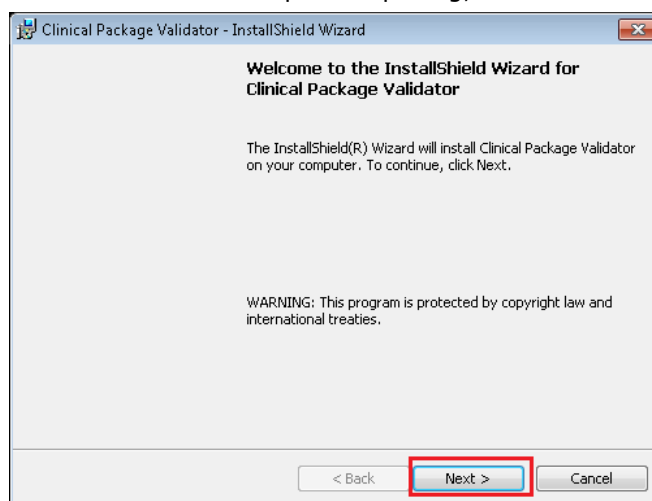 Clinical Package Validator - InstallShield Wizard
Welcome to the InstallShield Wizard for
Clinical Package Validator
The InstallShield(R) Wizard will install Clinical Package Validator
on your computer. To continue, click Next.
WARNING: This program is protected by copyright law and
international treaties.
< Back Next > Cancel